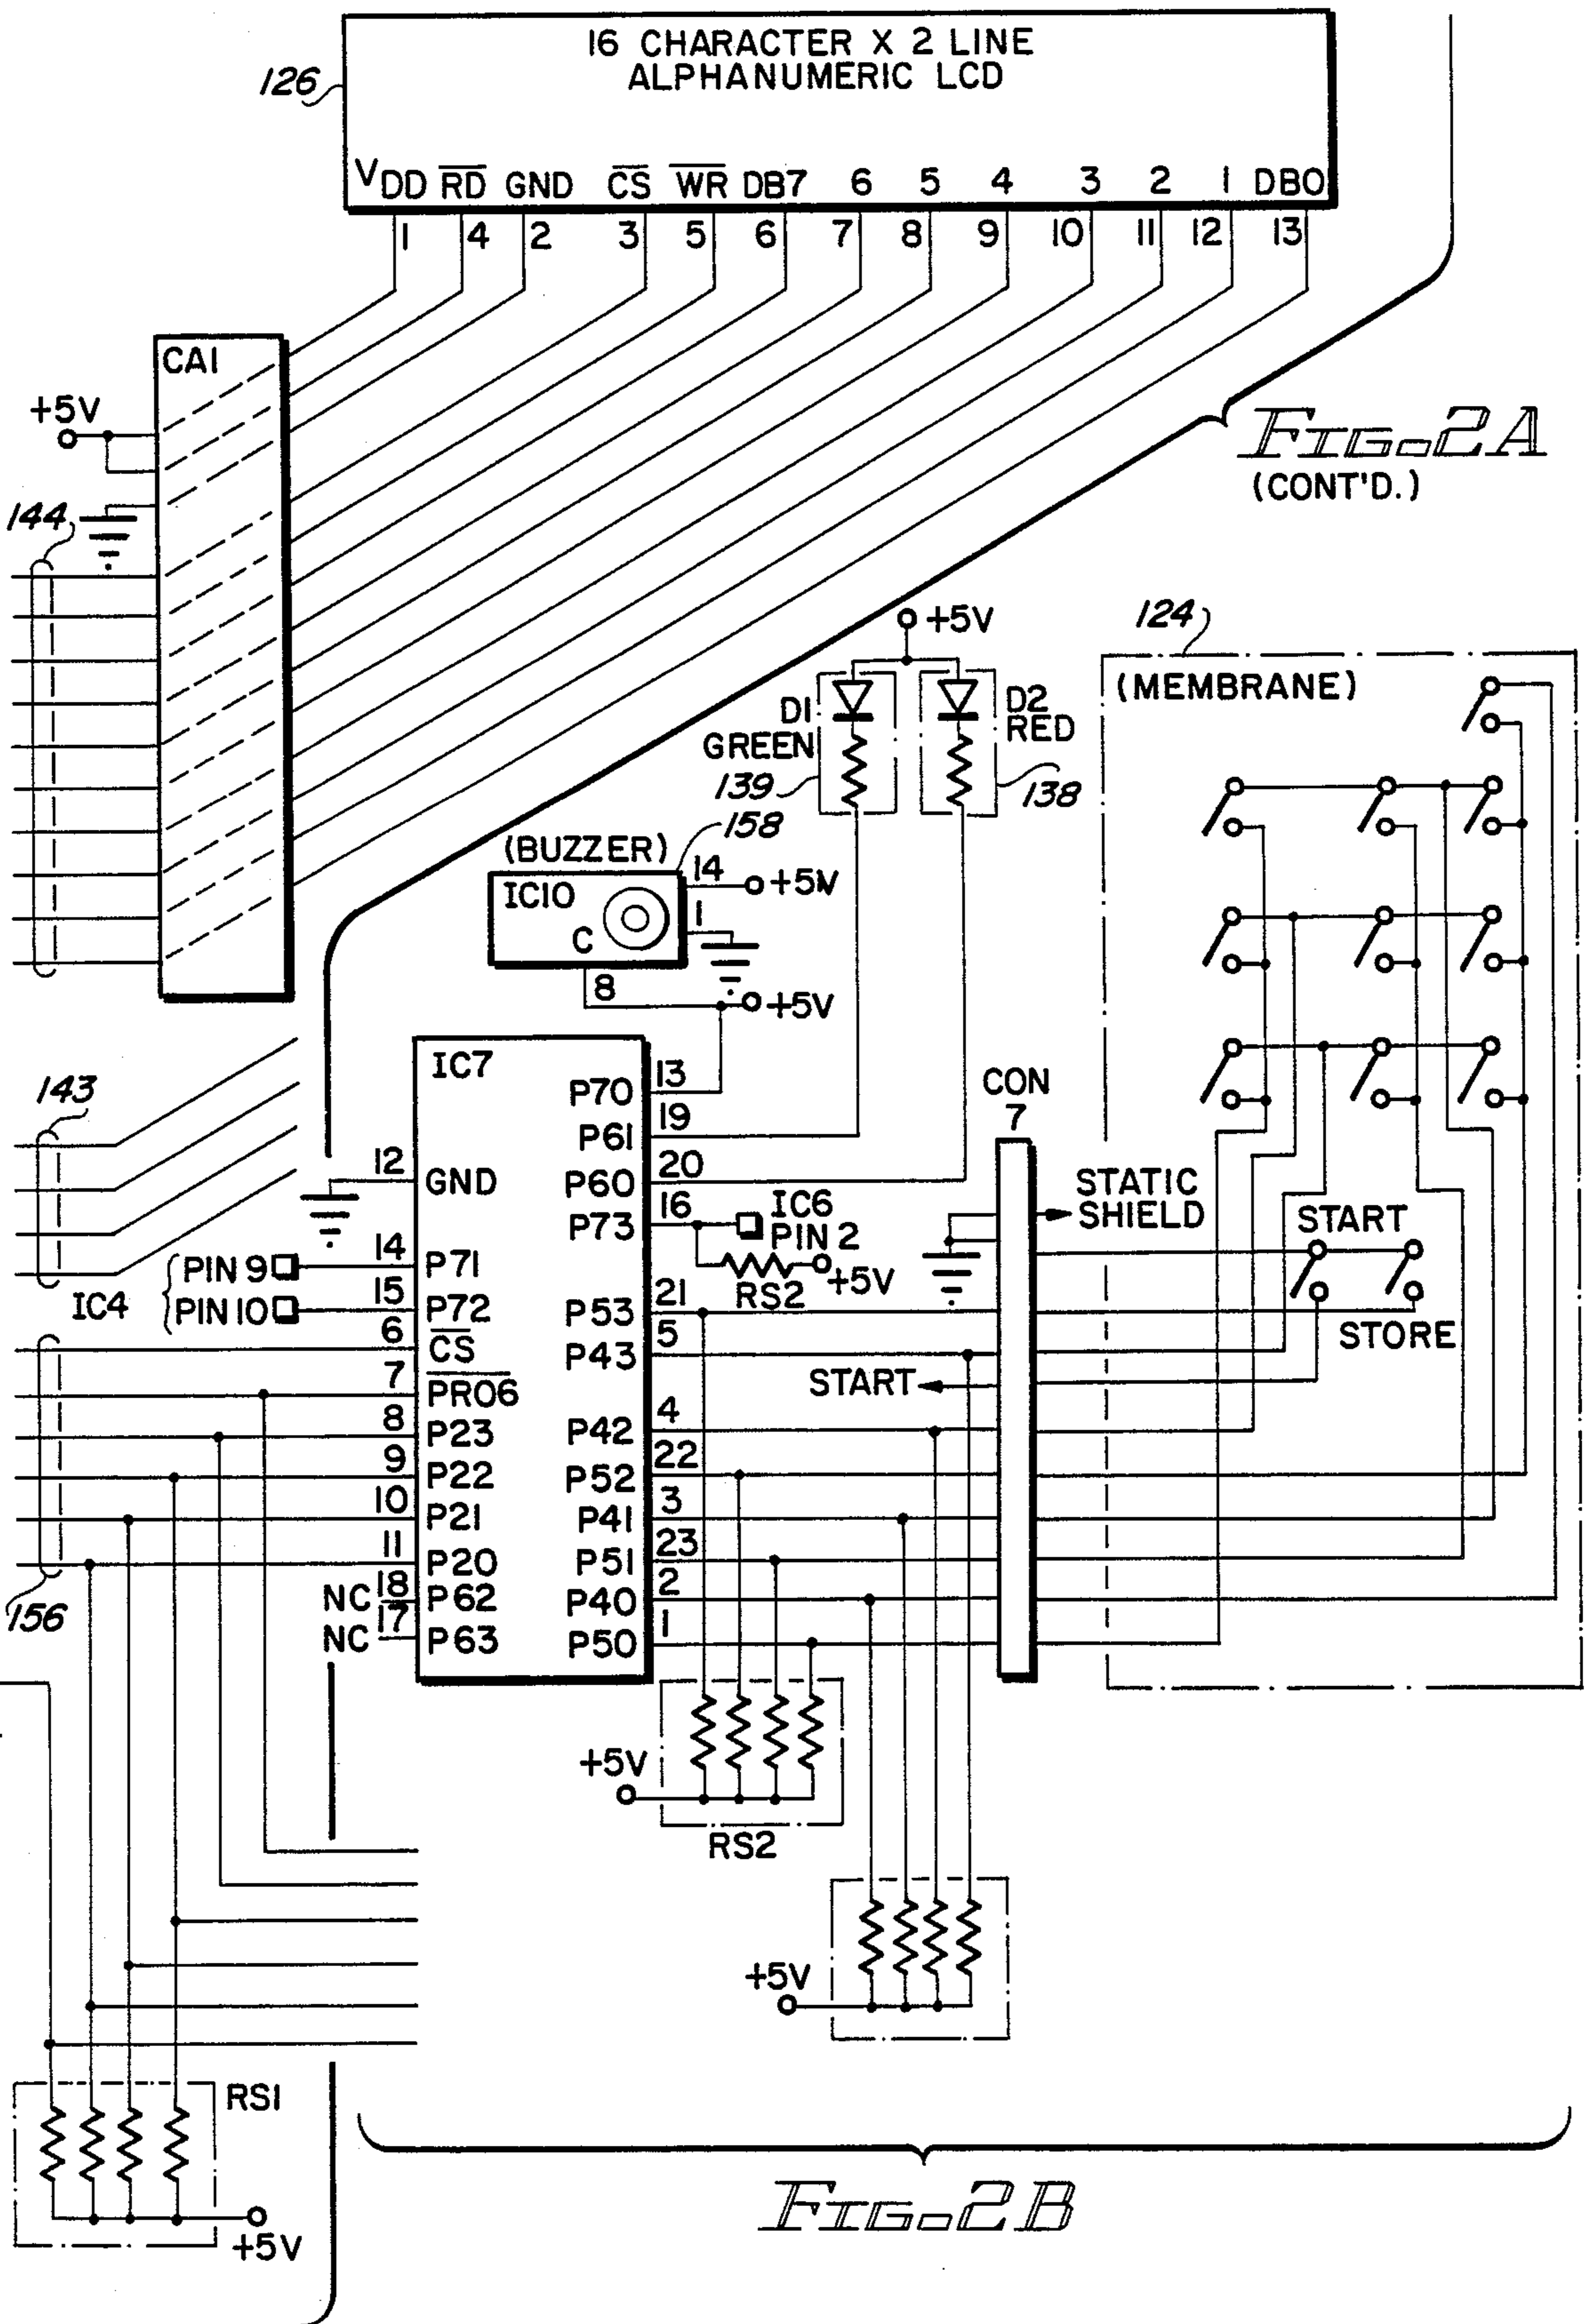 16 CHARACTER X 2 LINE
ALPHANUMERIC LCD
126
VDD RD GND CS WR DB7 6 5 4 3 2 1 DB0
1 4 2 3 5 6 7 8 9 10 11 12 13
CA1
+5V
144
FIG. 2A
(CONT'D.)
+5V
124
(MEMBRANE)
D1
GREEN
139
D2
RED
138
158
(BUZZER)
IC10
C
14
+5V
1
8
+5V
143
IC7
P70 13
P61 19
12 GND
P60 20
P73 16
IC6
PIN 2
RS2
+5V
CON
7
STATIC
SHIELD
START
STORE
START
IC4
PIN 9
14 P71
PIN 10
15 P72
6 CS
7 PRO6
8 P23
9 P22
10 P21
11 P20
NC 18 P62
NC 17 P63
P53 21
P43 5
P42 4
P52 22
P41 3
P51 23
P40 2
P50 1
156
+5V
RS2
+5V
RS1
+5V
FIG. 2B